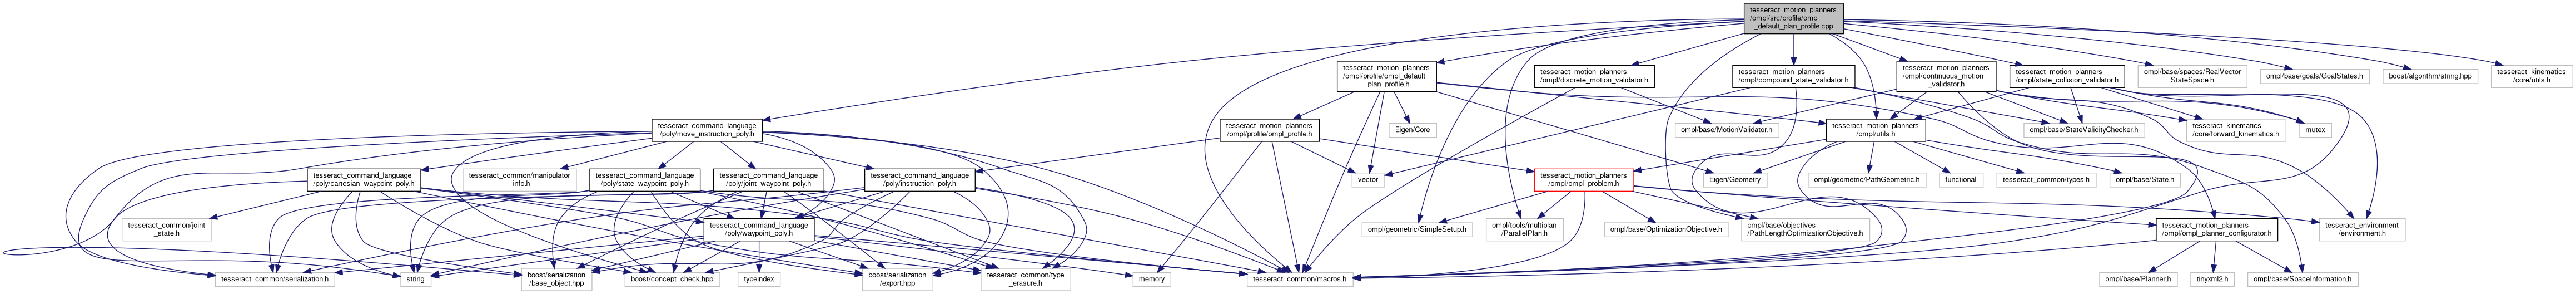 tesseract_motion_planners
/ompl/src/profile/ompl
_default_plan_profile.cpp
tesseract_motion_planners
/ompl/profile/ompl_default
_plan_profile.h
tesseract_motion_planners
/ompl/discrete_motion_validator.h
tesseract_motion_planners
/ompl/compound_state_validator.h
tesseract_motion_planners
/ompl/continuous_motion
_validator.h
tesseract_motion_planners
/ompl/state_collision_validator.h
ompl/base/spaces/RealVector
StateSpace.h
ompl/base/goals/GoalStates.h
boost/algorithm/string.hpp
tesseract_kinematics
/core/utils.h
tesseract_command_language
/poly/move_instruction_poly.h
tesseract_motion_planners
/ompl/profile/ompl_profile.h
Eigen/Core
ompl/base/MotionValidator.h
tesseract_motion_planners
/ompl/utils.h
ompl/base/StateValidityChecker.h
tesseract_kinematics
/core/forward_kinematics.h
mutex
tesseract_command_language
/poly/cartesian_waypoint_poly.h
tesseract_common/manipulator
_info.h
tesseract_command_language
/poly/state_waypoint_poly.h
tesseract_command_language
/poly/joint_waypoint_poly.h
tesseract_command_language
/poly/instruction_poly.h
vector
tesseract_motion_planners
/ompl/ompl_problem.h
Eigen/Geometry
ompl/geometric/PathGeometric.h
functional
tesseract_common/types.h
ompl/base/State.h
tesseract_common/joint
_state.h
tesseract_command_language
/poly/waypoint_poly.h
ompl/geometric/SimpleSetup.h
ompl/tools/multiplan
/ParallelPlan.h
ompl/base/OptimizationObjective.h
ompl/base/objectives
/PathLengthOptimizationObjective.h
tesseract_motion_planners
/ompl/ompl_planner_configurator.h
tesseract_environment
/environment.h
tesseract_common/serialization.h
string
boost/serialization
/base_object.hpp
boost/concept_check.hpp
typeindex
boost/serialization
/export.hpp
tesseract_common/type
_erasure.h
memory
tesseract_common/macros.h
ompl/base/Planner.h
tinyxml2.h
ompl/base/SpaceInformation.h